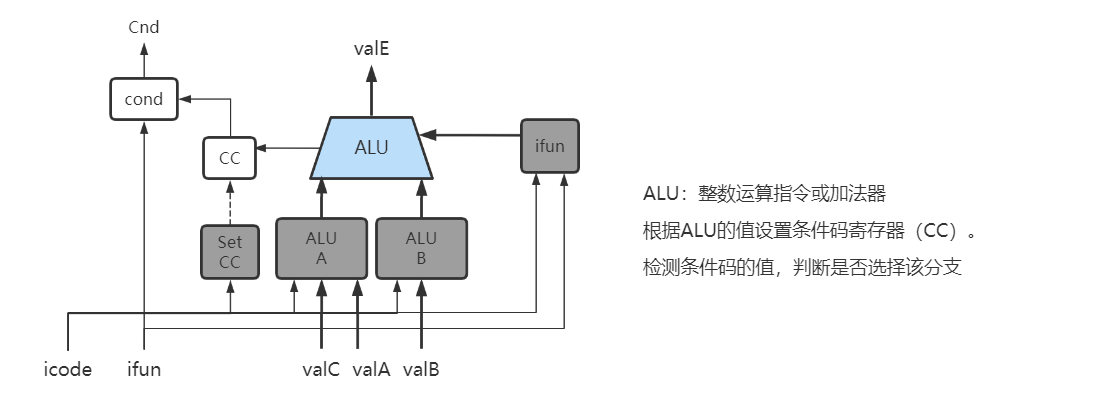 Cnd
valE
cond
ALU
ifun
CC
Set
CC
ALU
A
ALU
B
icode
ifun
valC
valA
valB
ALU：整数运算指令或加法器
根据ALU的值设置条件码寄存器（CC）。
检测条件码的值，判断是否选择该分支